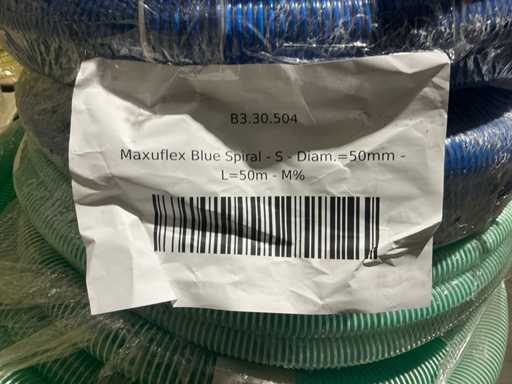 B3.30.504
Maxuflex Blue Spiral - S - Diam.=50mm -
L=50m - M%